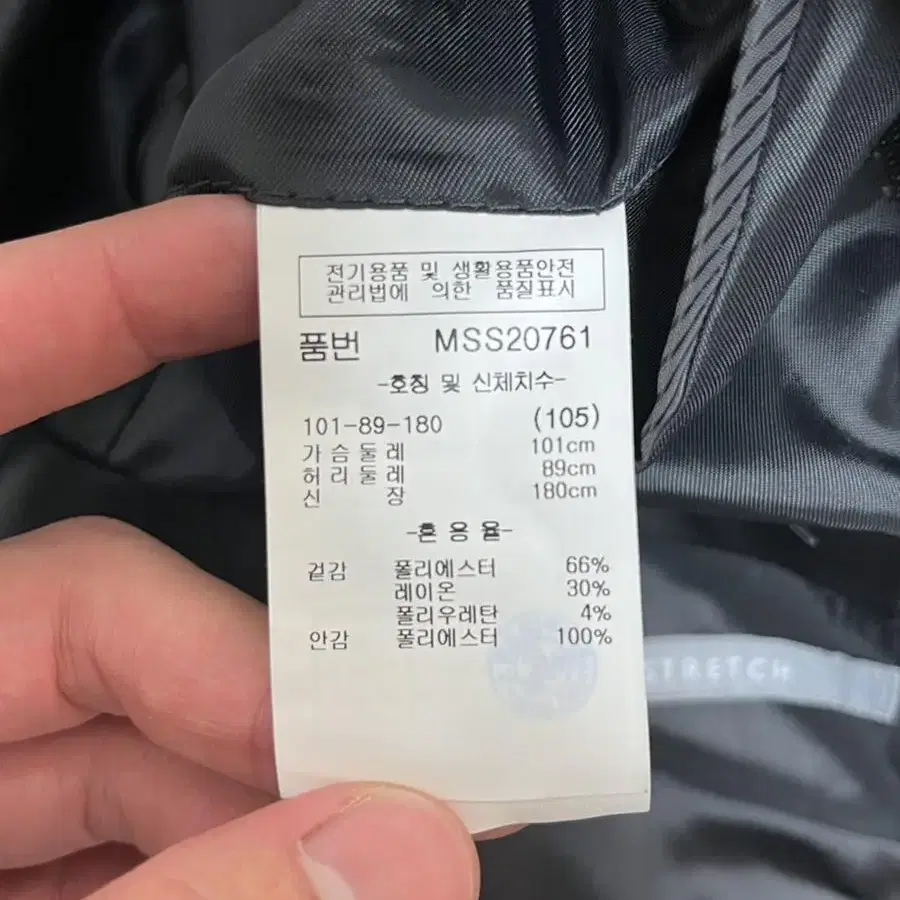 전기용품 및 생활용품안전
관리법에 의한 품질표시
품번 MSS20761
-호칭 및 신체치수-
101-89-180 (105)
가슴둘레 101cm
허리둘레 89cm
신 장 180cm
-혼용율-
겉감 폴리에스터 66%
레이온 30%
폴리우레탄 4%
안감 폴리에스터 100%
STRETCH